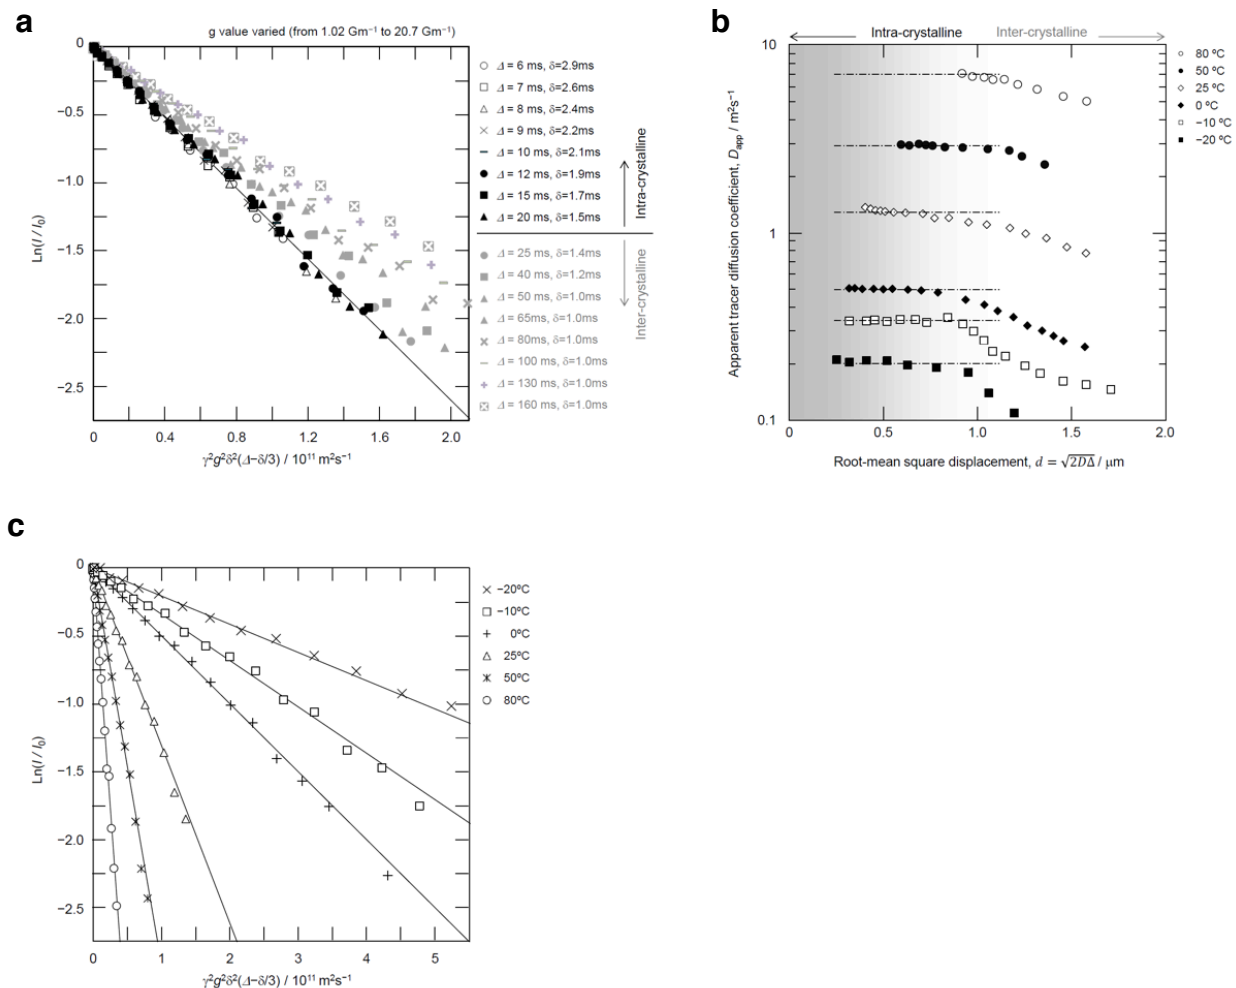 a
g value varied (from 1.02 Gm⁻¹ to 20.7 Gm⁻¹)
0
−0.5
−1.0
−1.5
−2.0
−2.5
Ln(I / I₀)
0 0.4 0.8 1.2 1.6 2.0
γ²g²δ²(Δ−δ/3) / 10¹¹ m²s⁻¹
Δ = 6 ms, δ=2.9ms
Δ = 7 ms, δ=2.6ms
Δ = 8 ms, δ=2.4ms
Δ = 9 ms, δ=2.2ms
Δ = 10 ms, δ=2.1ms
Δ = 12 ms, δ=1.9ms
Δ = 15 ms, δ=1.7ms
Δ = 20 ms, δ=1.5ms
Intra-crystalline
Δ = 25 ms, δ=1.4ms
Δ = 40 ms, δ=1.2ms
Δ = 50 ms, δ=1.0ms
Δ = 65ms, δ=1.0ms
Δ = 80ms, δ=1.0ms
Δ = 100 ms, δ=1.0ms
Δ = 130 ms, δ=1.0ms
Δ = 160 ms, δ=1.0ms
Inter-crystalline
b
Intra-crystalline Inter-crystalline
10
1
0.1
Apparent tracer diffusion coefficient, Dapp / m²s⁻¹
0 0.5 1.0 1.5 2.0
Root-mean square displacement, d = √2DΔ / μm
80 ºC
50 ºC
25 ºC
0 ºC
−10 ºC
−20 ºC
c
0
−0.5
−1.0
−1.5
−2.0
−2.5
Ln(I / I₀)
0 1 2 3 4 5
γ²g²δ²(Δ−δ/3) / 10¹¹ m²s⁻¹
−20ºC
−10ºC
0ºC
25ºC
50ºC
80ºC